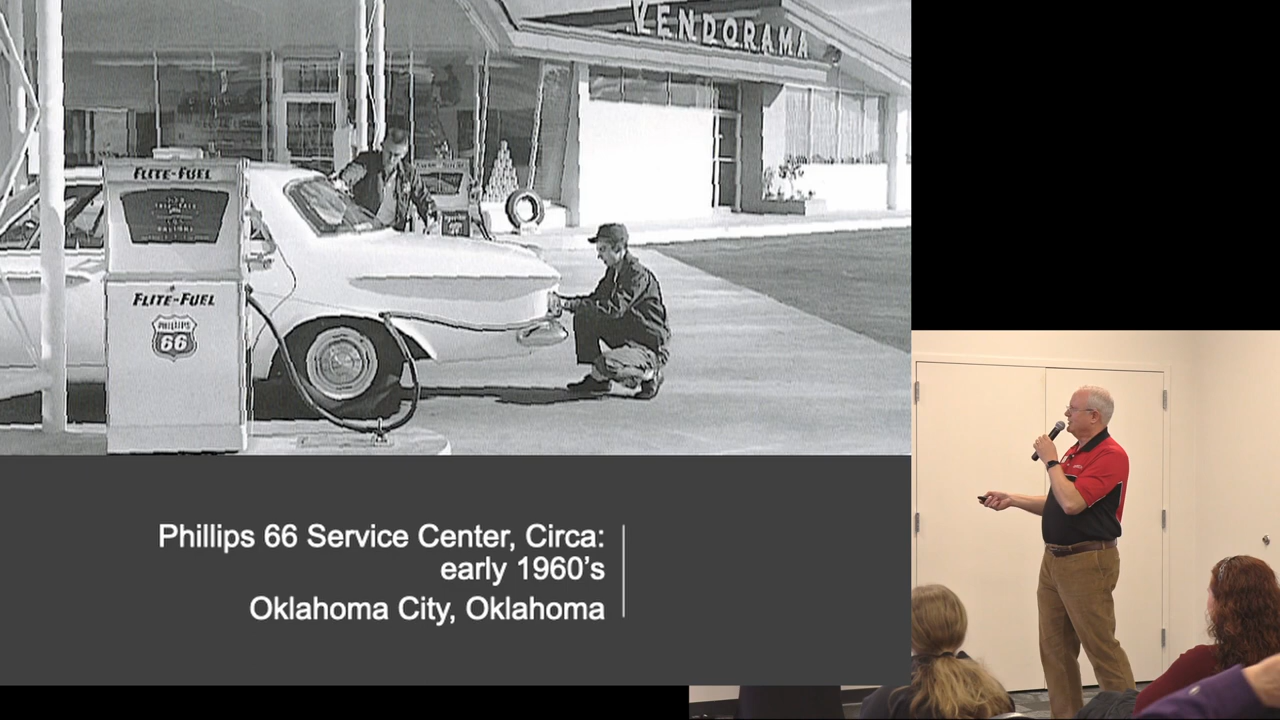 VENDORAMA
FLITE-FUEL
FLITE-FUEL
PHILLIPS
66
Phillips 66 Service Center, Circa:
early 1960's
Oklahoma City, Oklahoma